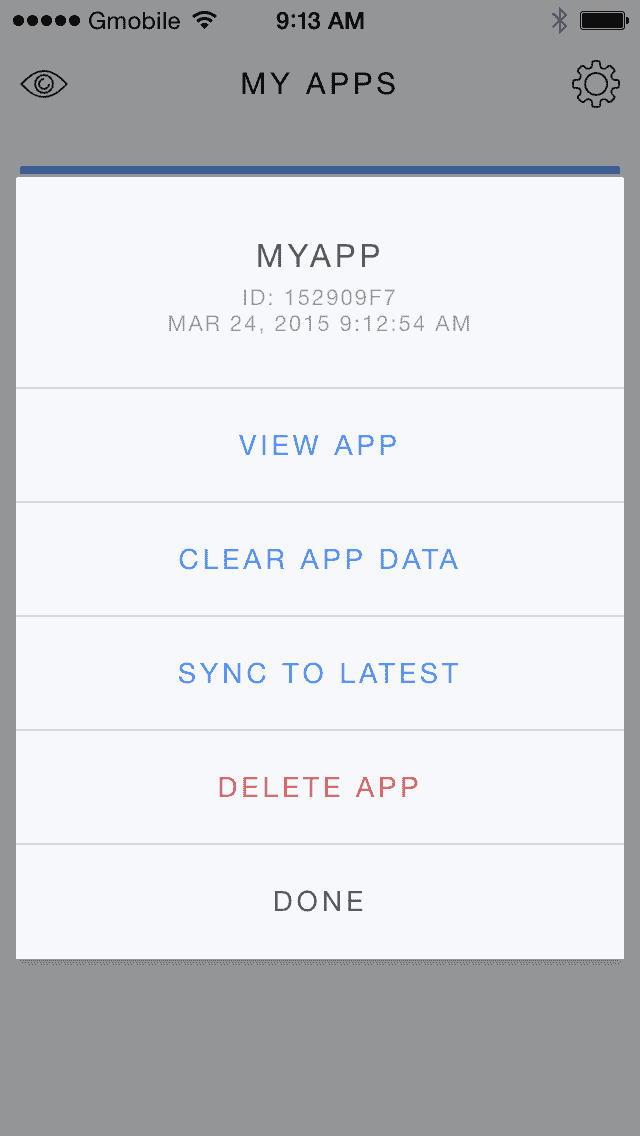 Gmobile 9:13 AM
MY APPS
MYAPP
ID: 152909F7
MAR 24, 2015 9:12:54 AM
VIEW APP
CLEAR APP DATA
SYNC TO LATEST
DELETE APP
DONE